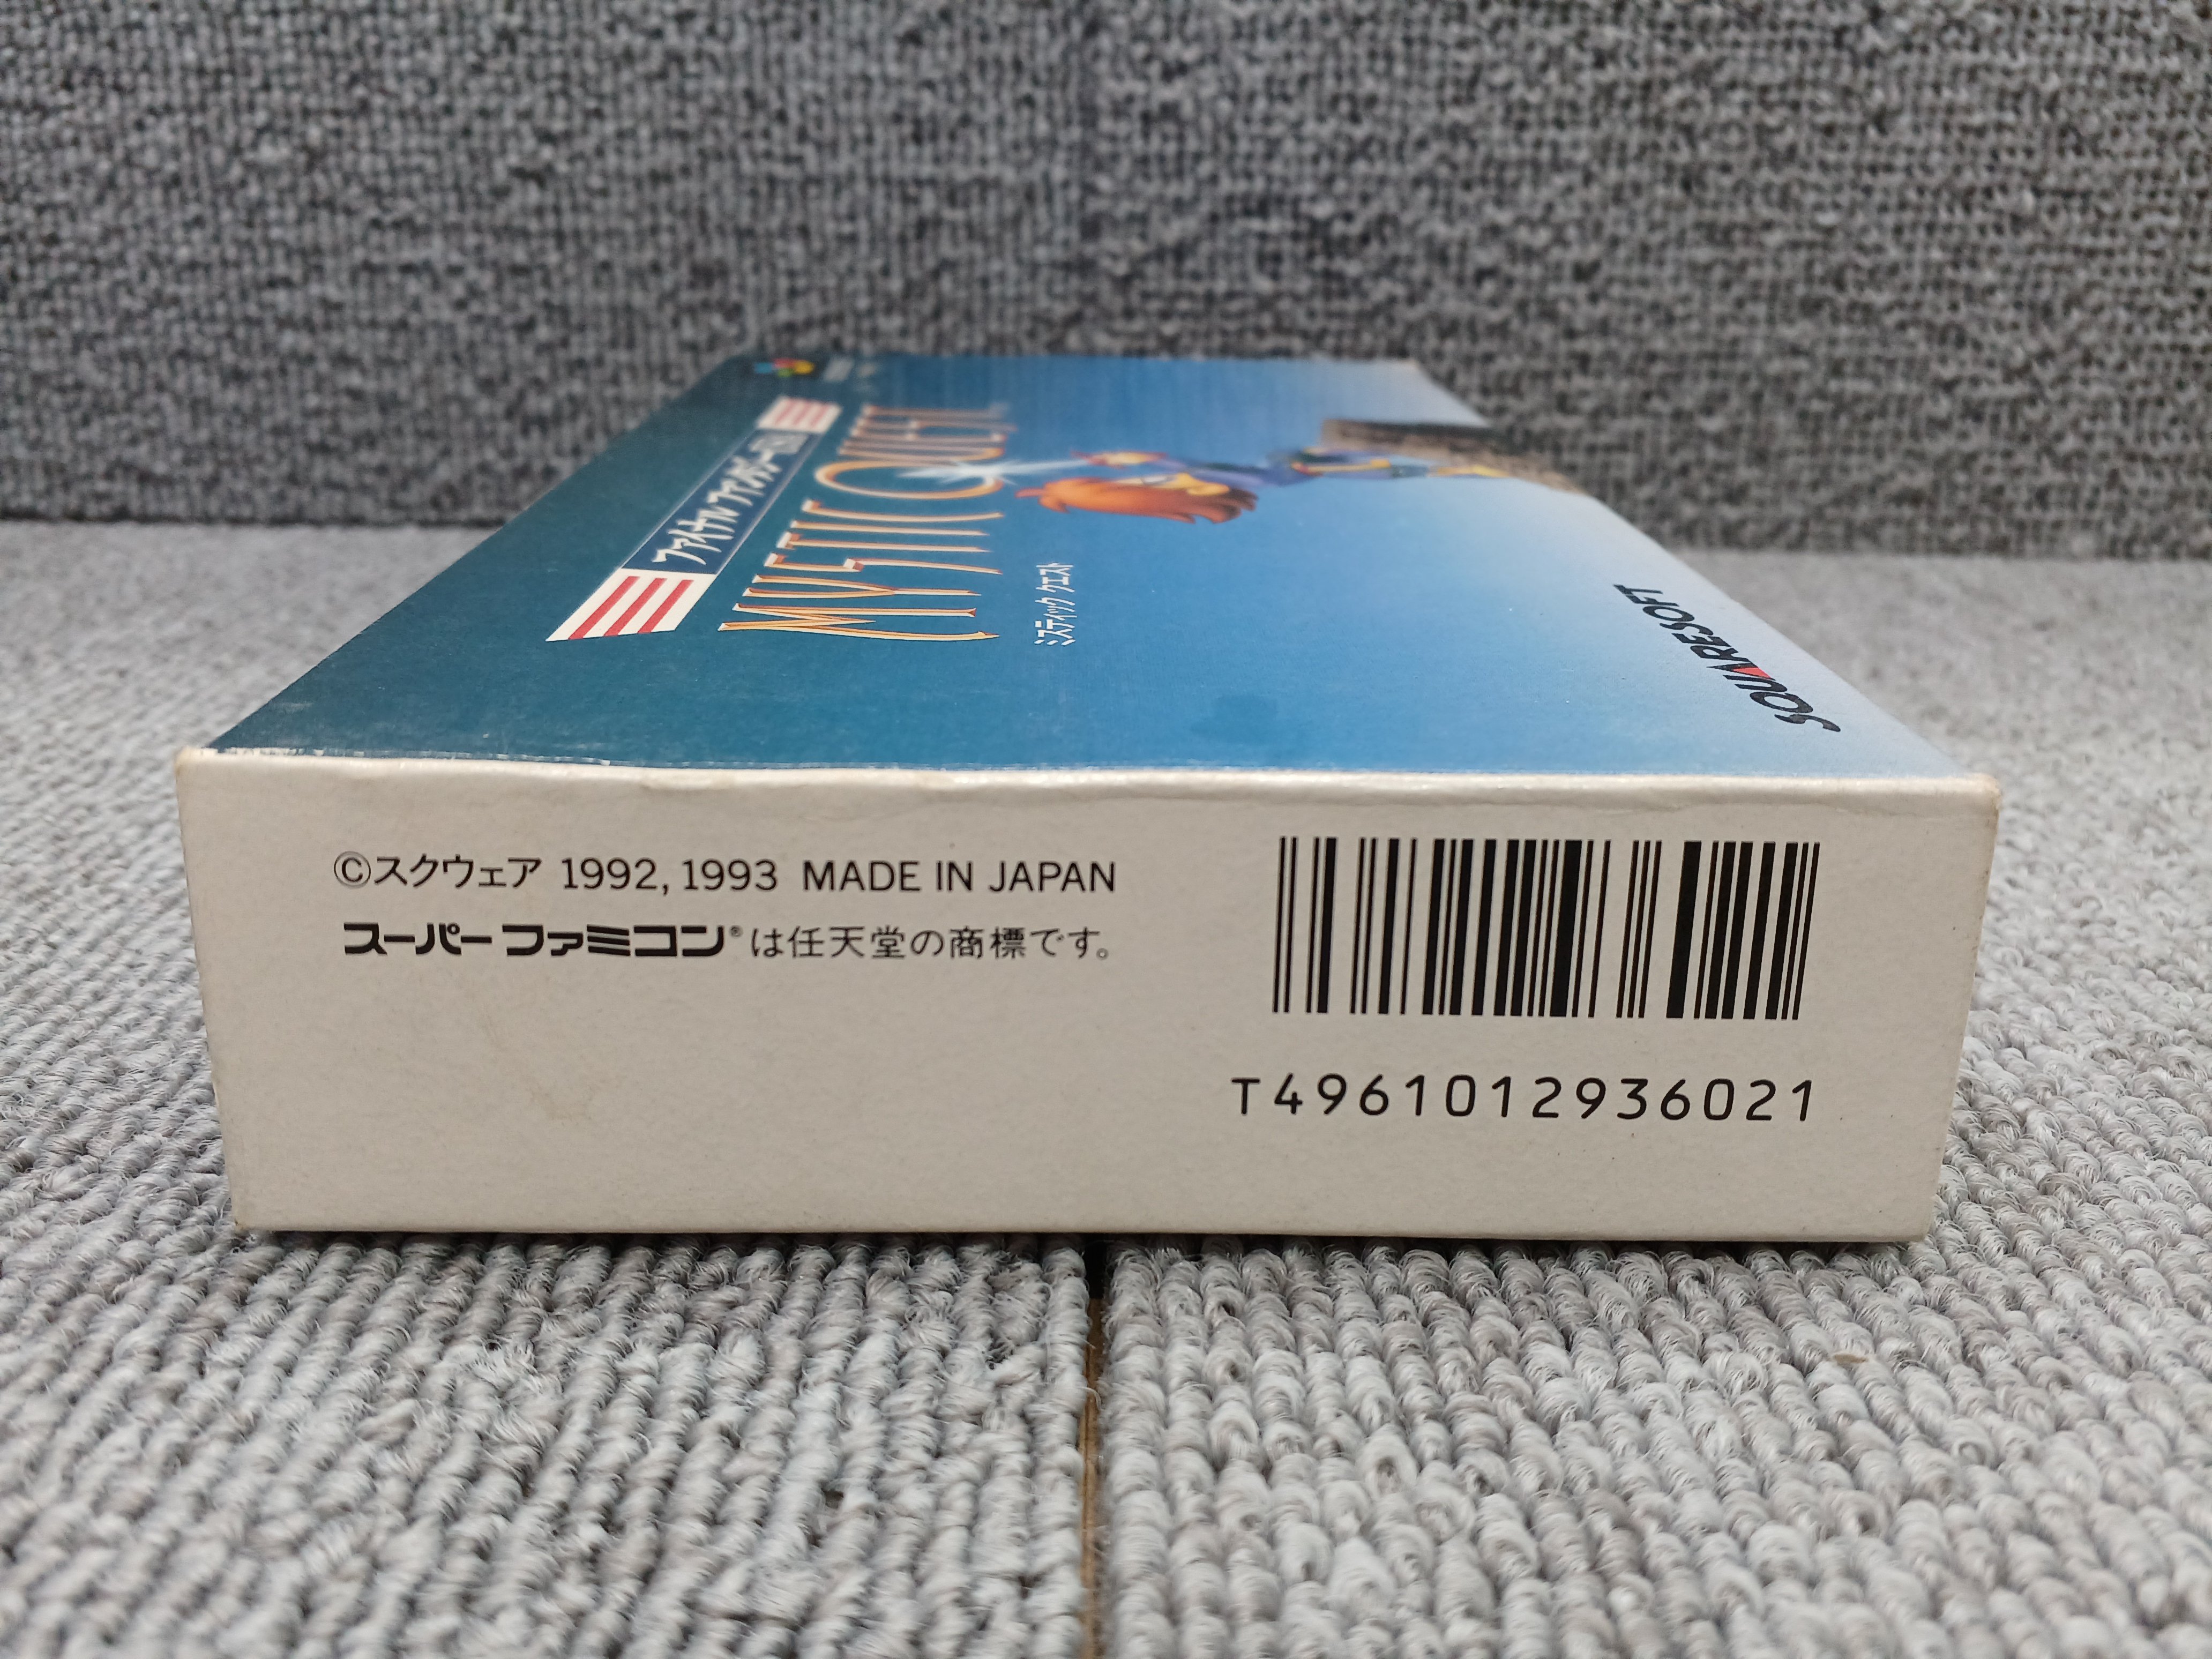 ファイナルファンタジーUSA
MYSTIC QUEST
ミスティック クエスト
SQUARESOFT
©スクウェア 1992, 1993 MADE IN JAPAN
スーパーファミコン®は任天堂の商標です。
T4961012936021